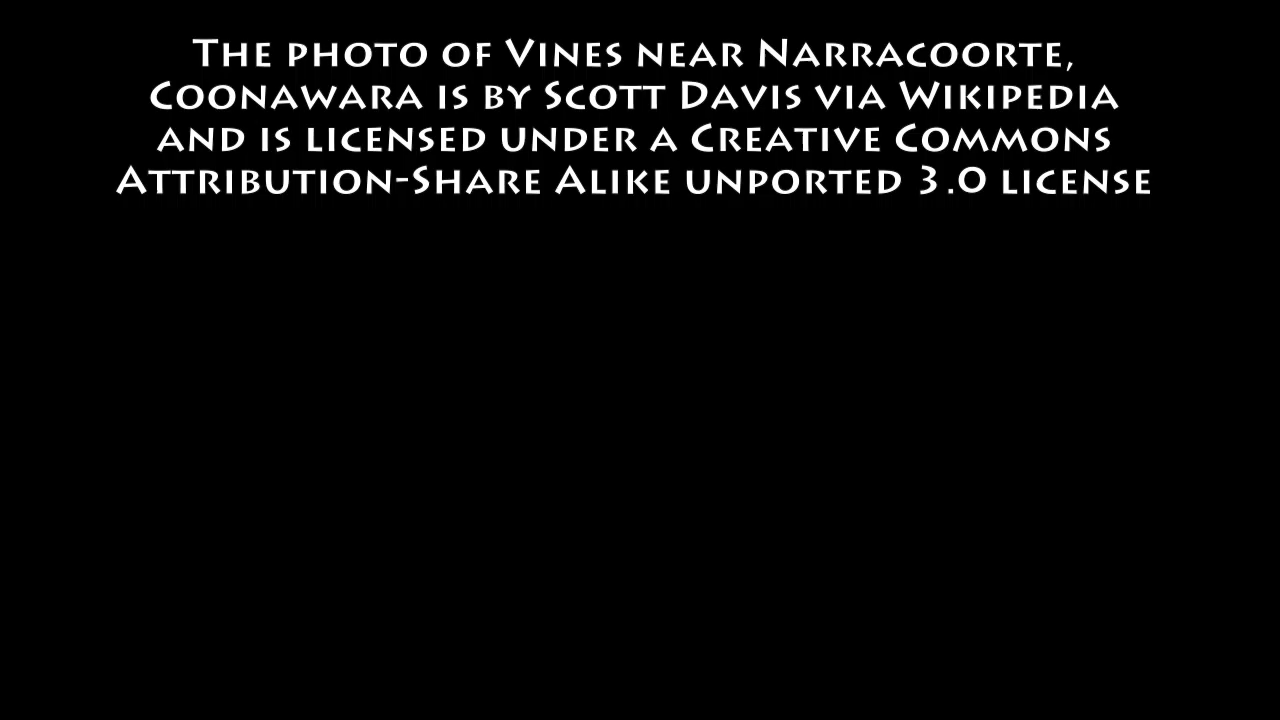 The photo of Vines near Narracoorte,
Coonawara is by Scott Davis via Wikipedia
and is licensed under a Creative Commons
Attribution-Share Alike unported 3.0 license